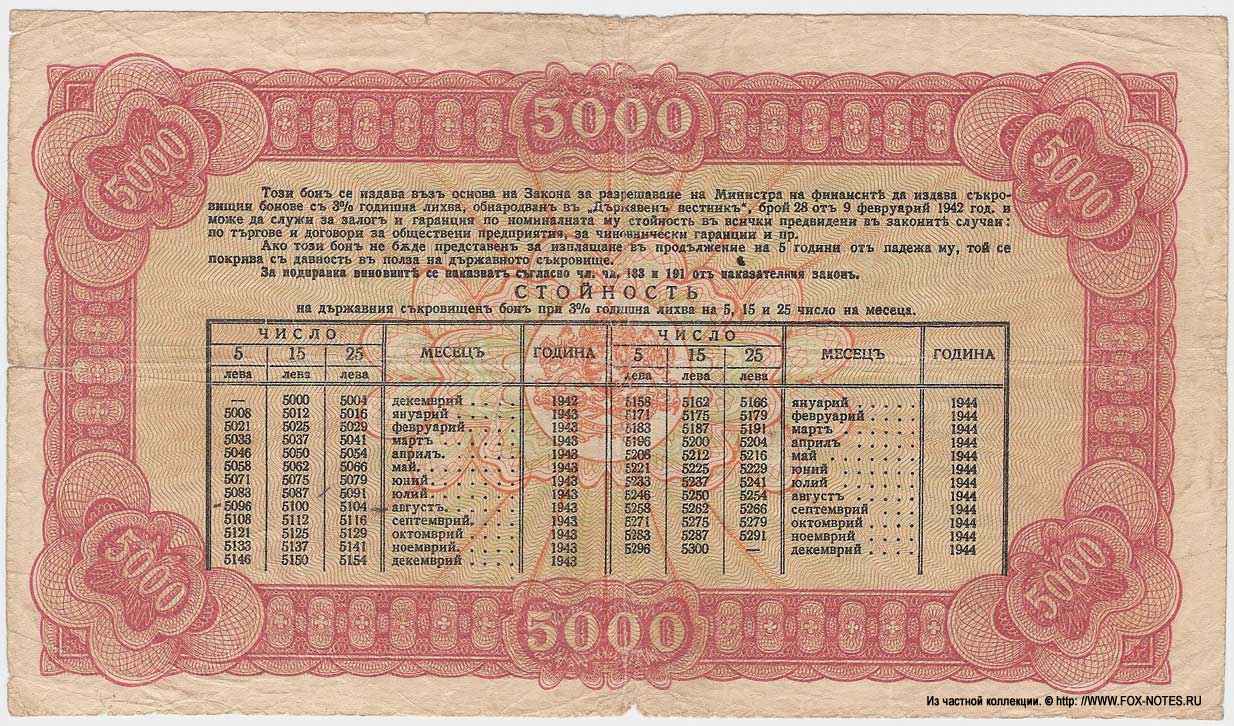 5000
5000
5000
Този бонъ се издава възъ основа на Закона за разрешаване на Министра на финанситѣ да издава съкро-
вищни бонове съ 3% годишна лихва, обнародванъ въ „Държавенъ вестникъ“, брой 28 отъ 9 февруарий 1942 год. и
може да служи за залогъ и гаранция по номиналната му стойность въ всички предвидени въ законитѣ случаи:
по търгове и договори за обществени предприятия, за чиновнически гаранции и пр.
Ако този бонъ не бѫде представенъ за изплащане въ продължение на 5 години отъ падежа му, той се
покрива съ давность въ полза на държавното съкровище.
За подправка виновнитѣ се наказватъ съгласно чл. чл. 183 и 191 отъ наказателния законъ.
СТОЙНОСТЬ
на държавния съкровищенъ бонъ при 3% годишна лихва на 5, 15 и 25 число на месеца.
ЧИСЛО МЕСЕЦЪ ГОДИНА ЧИСЛО МЕСЕЦЪ ГОДИНА
5 15 25 5 15 25
лева лева лева лева лева лева
— 5000 5004 декемврий . . . . 1942 5158 5162 5166 януарий . . . . . 1944
5008 5012 5016 януарий . . . . . 1943 5171 5175 5179 февруарий . . . . 1944
5021 5025 5029 февруарий . . . . 1943 5183 5187 5191 мартъ . . . . . . 1944
5033 5037 5041 мартъ . . . . . . 1943 5196 5200 5204 априлъ . . . . . 1944
5046 5050 5054 априлъ. . . . . . 1943 5208 5212 5216 май . . . . . . . 1944
5058 5062 5066 май. . . . . . . 1943 5221 5225 5229 юний . . . . . . 1944
5071 5075 5079 юний. . . . . . . 1943 5233 5237 5241 юлий . . . . . . 1944
5083 5087 5091 юлий. . . . . . . 1943 5246 5250 5254 августъ . . . . . 1944
5096 5100 5104 августъ. . . . . . 1943 5258 5262 5266 септемврий . . . 1944
5108 5112 5116 септемврий. . . . 1943 5271 5275 5279 октомврий . . . . 1944
5121 5125 5129 октомврий . . . . 1943 5283 5287 5291 ноемврий . . . . 1944
5133 5137 5141 ноемврий. . . . . 1943 5296 5300 — декемврий . . . . 1944
5146 5150 5154 декемврий . . . . 1943
5000
5000
5000
Из частной коллекции. © http: //WWW.FOX-NOTES.RU